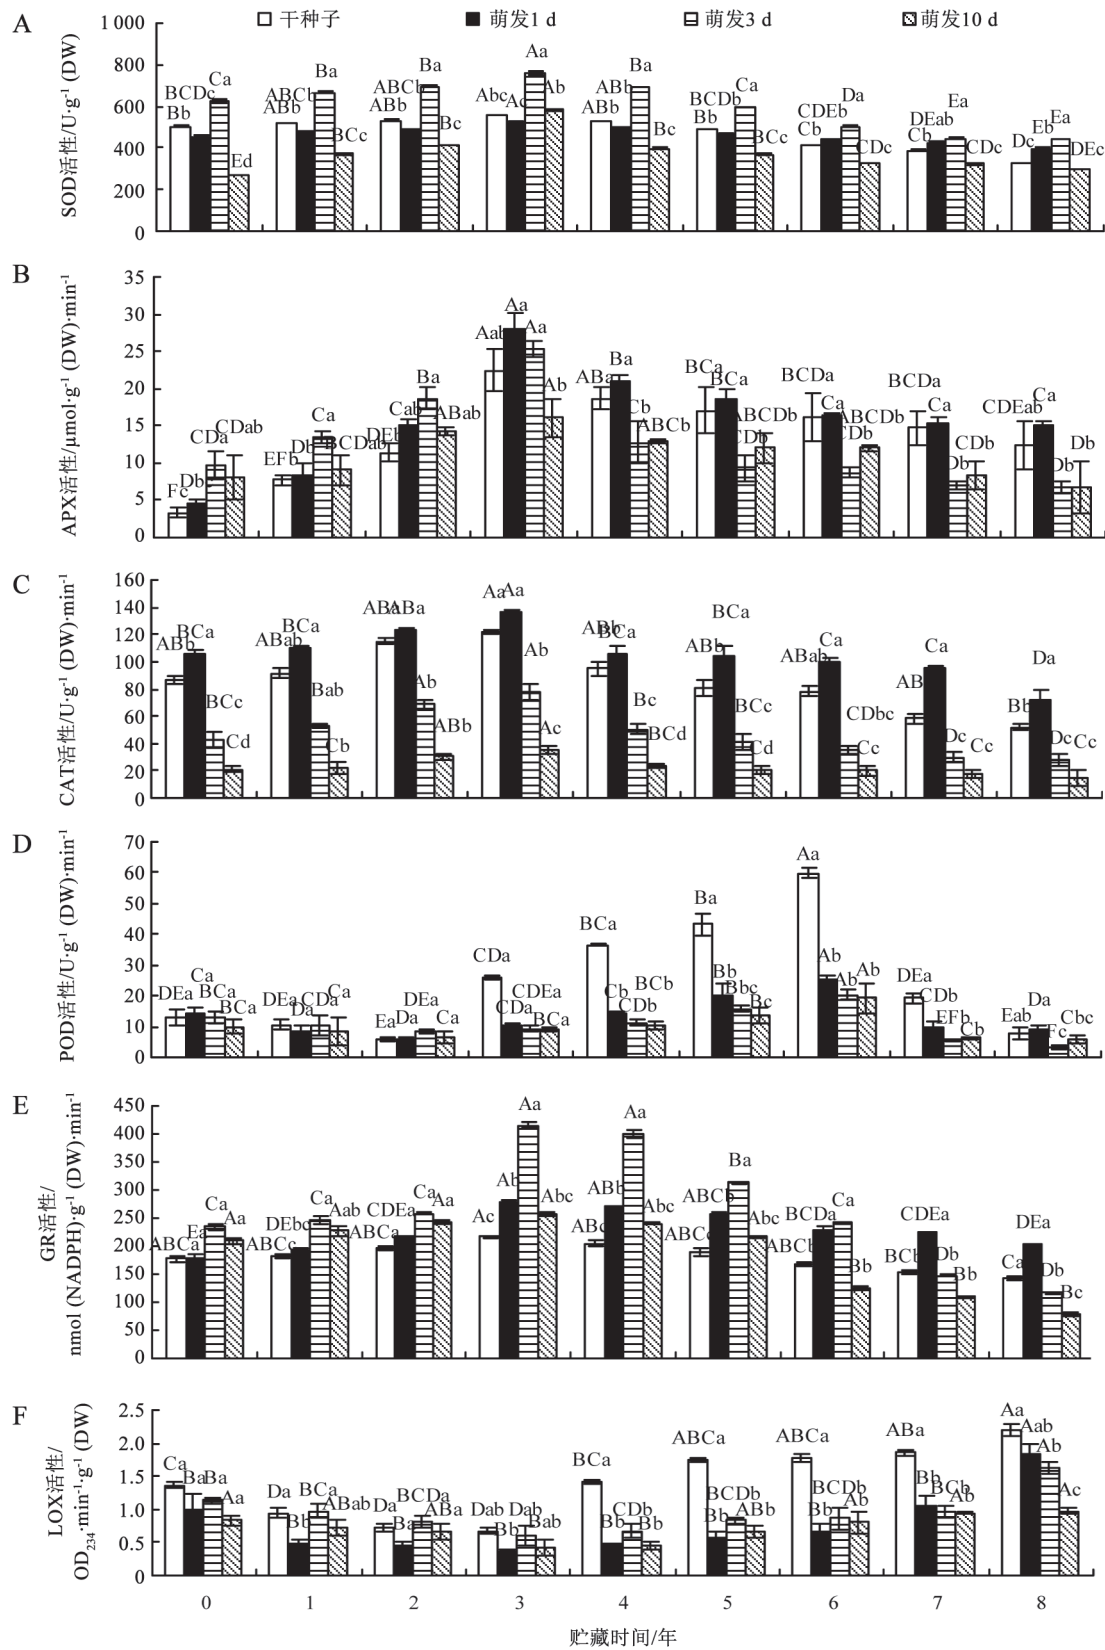 A
□ 干种子 ■ 萌发1 d 萌发3 d 萌发10 d
SOD活性/U·g⁻¹ (DW)
1 000
800
600
400
200
0
Bb BCDc Ca Ed
ABb ABCb Ba BCc
ABb ABCb Ba Bc
Abc Ac Aa Ab
ABb ABb Ba Bc
Bb BCDb Ca BCc
Cb CDEb Da CDc
Cb DEab Ea CDc
Dc Eb Ea DEc
B
APX活性/μmol·g⁻¹ (DW)·min⁻¹
35
30
25
20
15
10
5
0
Fc Db CDa CDab
EFb Db Ca BCDab
DEb Cab Ba ABab
Aab Aa Aa Ab
ABa Ba Cb ABCb
BCa BCa CDb ABCDb
BCDa Ca CDb ABCDb
BCDa Ca Db CDb
CDEab Ca Db Db
C
CAT活性/U·g⁻¹ (DW)·min⁻¹
160
140
120
100
80
60
40
20
0
ABb BCa BCc Cd
ABab BCa Bab Cb
ABa ABa Ab ABb
Aa Aa Ab Ac
ABb BCa Bc BCd
ABb BCa BCc Cd
ABab Ca CDbc Cc
AB Ca Dc Cc
Bb Da Dc Cc
D
POD活性/U·g⁻¹ (DW)·min⁻¹
70
60
50
40
30
20
10
0
DEa Ca BCa BCa
DEa Da CDa Ca
Ea Da DEa Ca
CDa CDa CDEa BCa
BCa Cb CDb BCb
Ba Bb Bbc Bc
Aa Ab Ab Ab
DEa CDb EFb Cb
Eab Da Fc Cbc
E
GR活性/
nmol (NADPH)·g⁻¹ (DW)·min⁻¹
450
400
350
300
250
200
150
100
50
0
ABCa Ea Ca Aa
ABCc DEbc Ca Aab
ABCa CDEa Ca Aa
Ac Ab Aa Abc
ABc ABb Aa Abc
ABCc ABCb Ba Abc
ABCb BCDa Ca Bb
BCb CDEa Db Bb
Ca DEa Db Bc
F
LOX活性/
OD₂₃₄·min⁻¹·g⁻¹ (DW)
2.5
2.0
1.5
1.0
0.5
0
Ca Ba Ba Aa
Da Bb BCa ABab
Da Ba BCDa ABa
Dab Bb Dab Bab
BCa Bb CDb Bb
ABCa Bb BCDb ABb
ABCa Bb BCDb Ab
ABa Bb BCb Ab
Aa Aab Ab Ac
0 1 2 3 4 5 6 7 8
贮藏时间/年